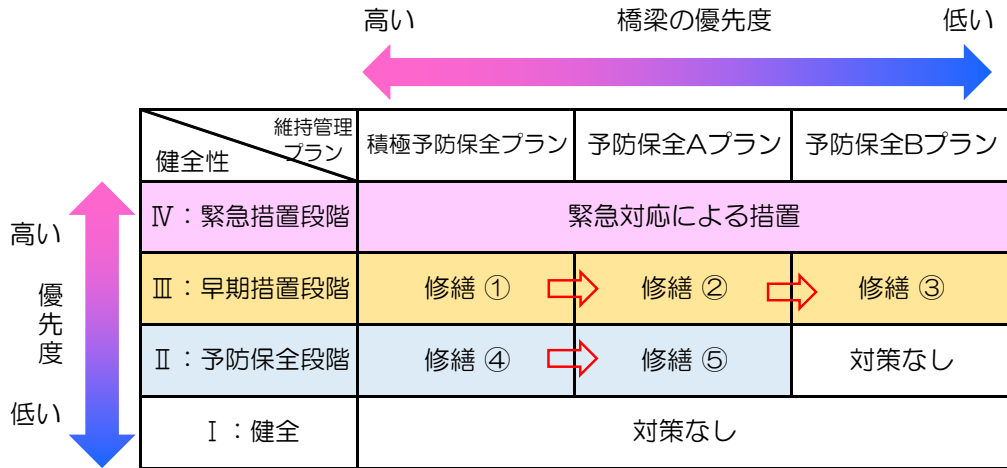 高い 橋梁の優先度 低い
維持管理
プラン
健全性
積極予防保全プラン 予防保全Aプラン 予防保全Bプラン
高い
優先度
低い
Ⅳ：緊急措置段階 緊急対応による措置
Ⅲ：早期措置段階 修繕 ① 修繕 ② 修繕 ③
Ⅱ：予防保全段階 修繕 ④ 修繕 ⑤ 対策なし
Ⅰ：健全 対策なし